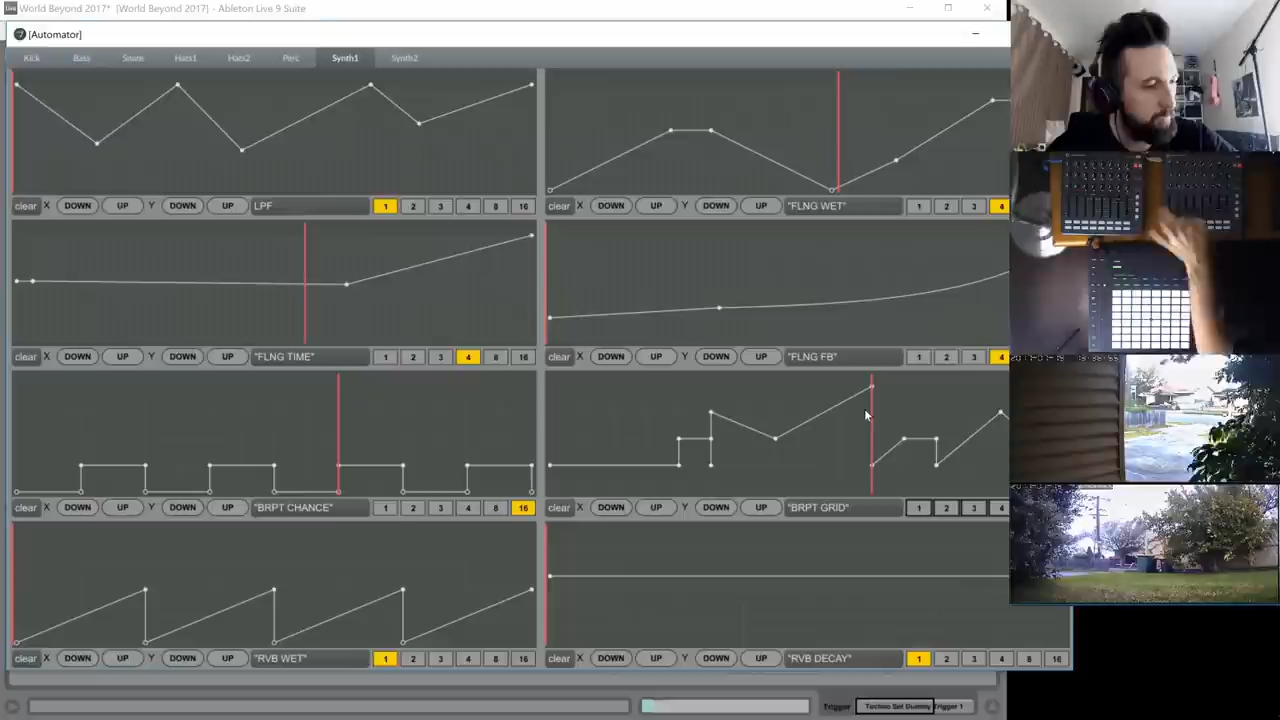 World Beyond 2017* [World Beyond 2017] - Ableton Live 9 Suite
[Automator]
Kick Bass Snare Hats1 Hats2 Perc Synth1 Synth2
clear X DOWN UP Y DOWN UP LPF 1 2 3 4 8 16
clear X DOWN UP Y DOWN UP "FLNG WET" 1 2 3 4
clear X DOWN UP Y DOWN UP "FLNG TIME" 1 2 3 4 8 16
clear X DOWN UP Y DOWN UP "FLNG FB" 1 2 3 4
clear X DOWN UP Y DOWN UP "BRPT CHANCE" 1 2 3 4 8 16
clear X DOWN UP Y DOWN UP "BRPT GRID" 1 2 3 4
clear X DOWN UP Y DOWN UP "RVB WET" 1 2 3 4 8 16
clear X DOWN UP Y DOWN UP "RVB DECAY" 1 2 3 4 8 16
Trigger Techno Set Dummy Trigger 1